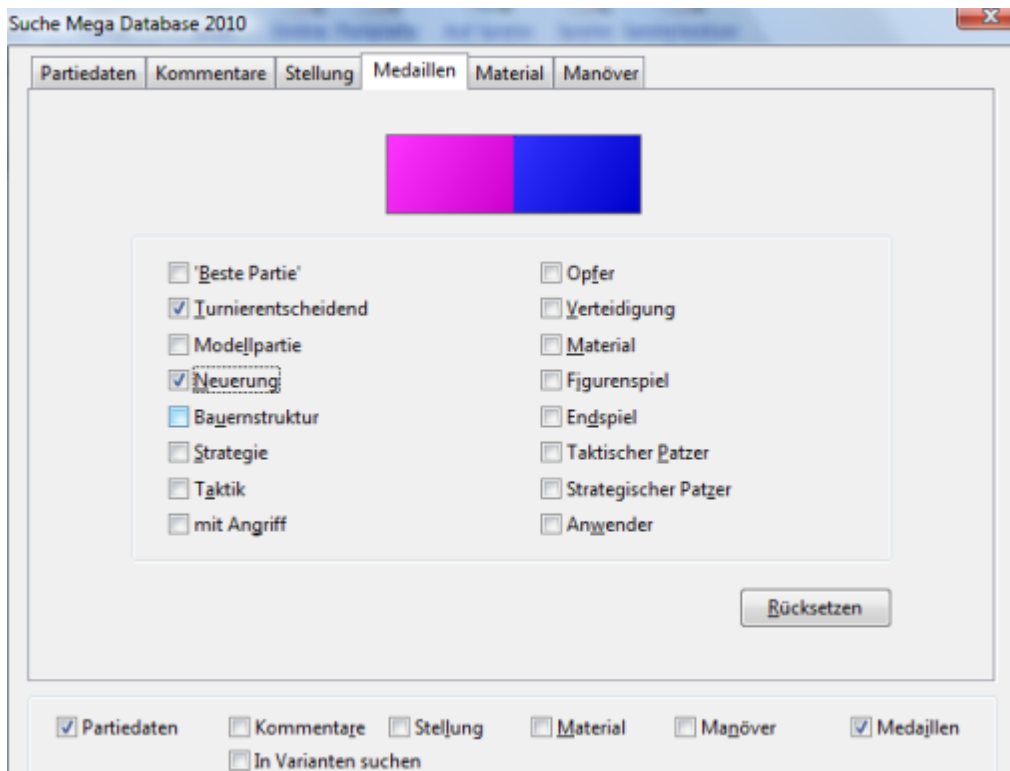 Suche Mega Database 2010
Partiedaten Kommentare Stellung Medaillen Material Manöver
'Beste Partie' Opfer
Turnierentscheidend Verteidigung
Modellpartie Material
Neuerung Figurenspiel
Bauernstruktur Endspiel
Strategie Taktischer Patzer
Taktik Strategischer Patzer
mit Angriff Anwender
Rücksetzen
Partiedaten Kommentare Stellung Material Manöver Medaillen
In Varianten suchen